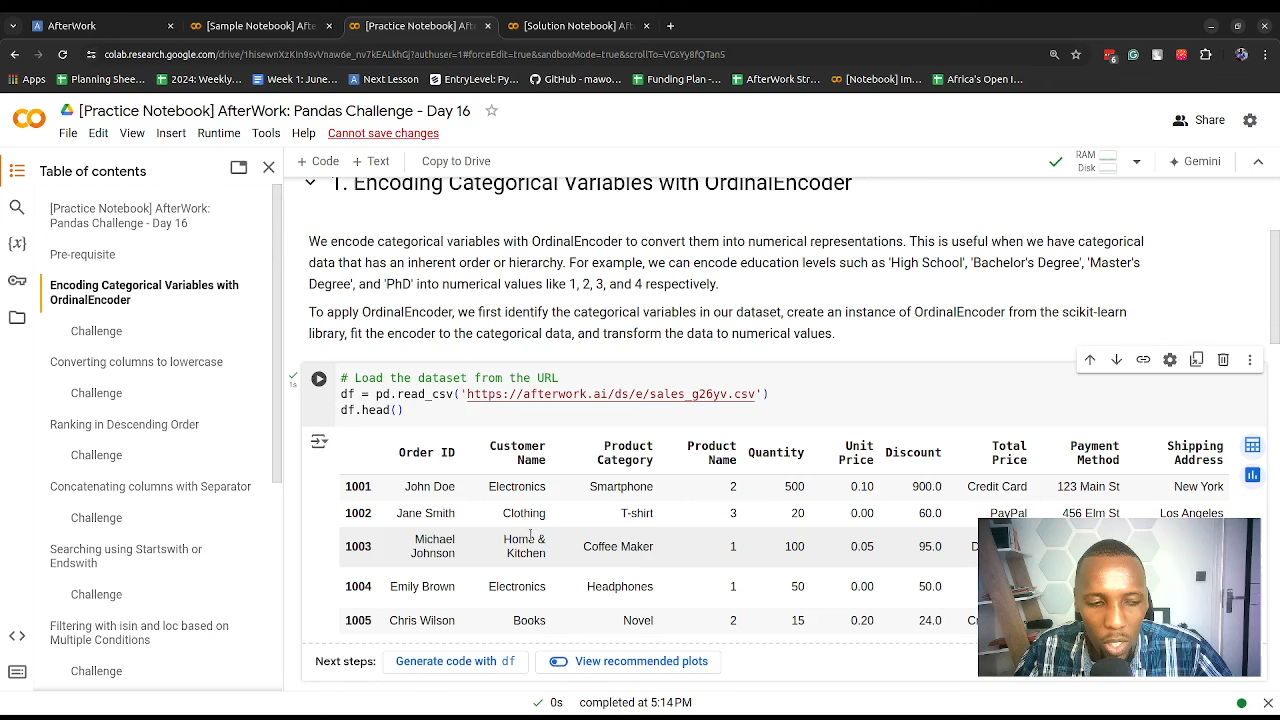 AfterWork
[Sample Notebook] Aft
[Practice Notebook] Aft
[Solution Notebook] Aft
colab.research.google.com/drive/1hisewnXzKIn9svVnaw6e_nv7kEALkhGj?authuser=1#forceEdit=true&sandboxMode=true&scrollTo=VGsYy8fQTanS
6
Apps
Planning Shee...
2024: Weekly...
Week 1: June...
Next Lesson
EntryLevel: Py...
GitHub - mawo...
Funding Plan -...
AfterWork Str...
[Notebook] Im...
Africa's Open I...
[Practice Notebook] AfterWork: Pandas Challenge - Day 16
Share
File Edit View Insert Runtime Tools Help Cannot save changes
Table of contents
+ Code + Text Copy to Drive
RAM
Disk
Gemini
[Practice Notebook] AfterWork:
Pandas Challenge - Day 16
Pre-requisite
Encoding Categorical Variables with
OrdinalEncoder
Challenge
Converting columns to lowercase
Challenge
Ranking in Descending Order
Challenge
Concatenating columns with Separator
Challenge
Searching using Startswith or
Endswith
Challenge
Filtering with isin and loc based on
Multiple Conditions
Challenge
{x}
1. Encoding Categorical Variables with OrdinalEncoder
We encode categorical variables with OrdinalEncoder to convert them into numerical representations. This is useful when we have categorical
data that has an inherent order or hierarchy. For example, we can encode education levels such as 'High School', 'Bachelor's Degree', 'Master's
Degree', and 'PhD' into numerical values like 1, 2, 3, and 4 respectively.
To apply OrdinalEncoder, we first identify the categorical variables in our dataset, create an instance of OrdinalEncoder from the scikit-learn
library, fit the encoder to the categorical data, and transform the data to numerical values.
1s
# Load the dataset from the URL
df = pd.read_csv('https://afterwork.ai/ds/e/sales_g26yv.csv')
df.head()
Order ID Customer Name Product Category Product Name Quantity Unit Price Discount Total Price Payment Method Shipping Address
1001 John Doe Electronics Smartphone 2 500 0.10 900.0 Credit Card 123 Main St New York
1002 Jane Smith Clothing T-shirt 3 20 0.00 60.0 PayPal 456 Elm St Los Angeles
1003 Michael Johnson Home & Kitchen Coffee Maker 1 100 0.05 95.0 D
1004 Emily Brown Electronics Headphones 1 50 0.00 50.0
1005 Chris Wilson Books Novel 2 15 0.20 24.0 Cr
Next steps: Generate code with df View recommended plots
0s completed at 5:14 PM